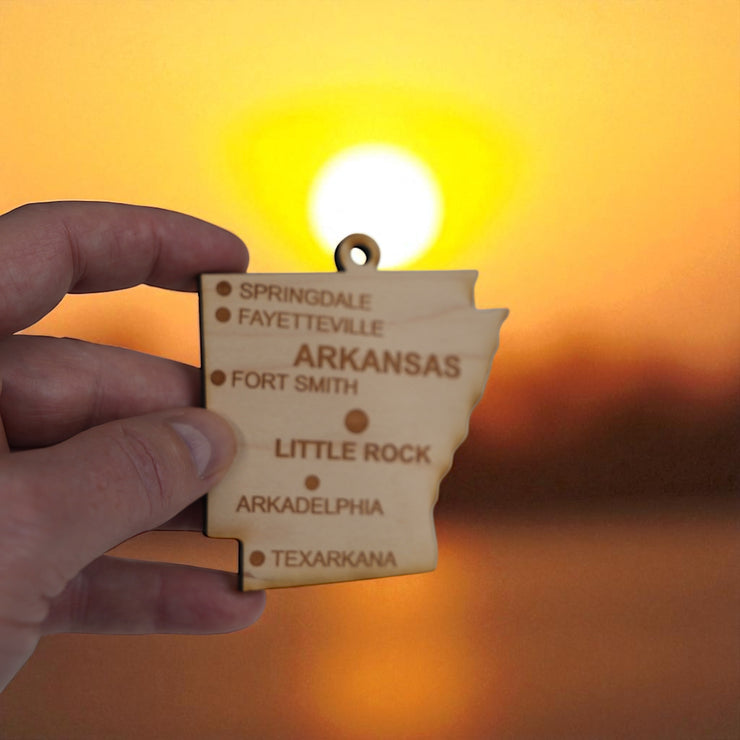 SPRINGDALE
FAYETTEVILLE
ARKANSAS
FORT SMITH
LITTLE ROCK
ARKADELPHIA
TEXARKANA